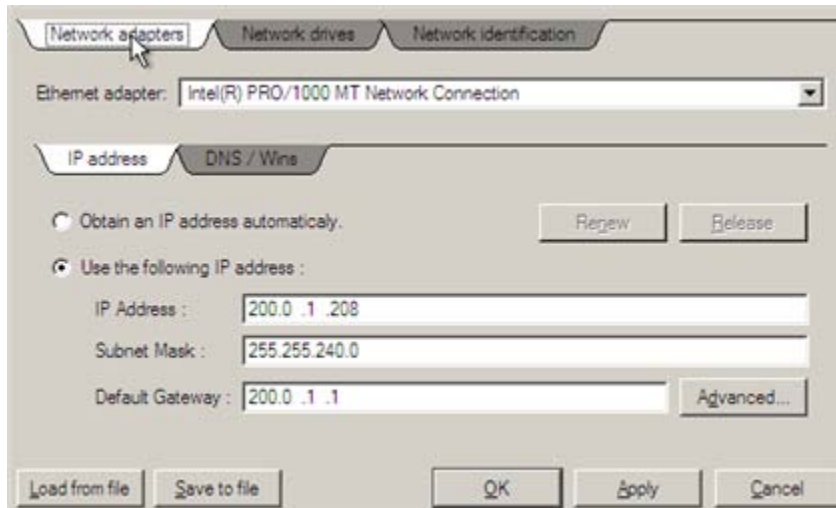 Network adapters Network drives Network identification
Ethernet adapter: Intel(R) PRO/1000 MT Network Connection
IP address DNS / Wins
Obtain an IP address automaticaly. Renew Release
Use the following IP address :
IP Address : 200.0 .1 .208
Subnet Mask : 255.255.240.0
Default Gateway : 200.0 .1 .1 Advanced...
Load from file Save to file OK Apply Cancel